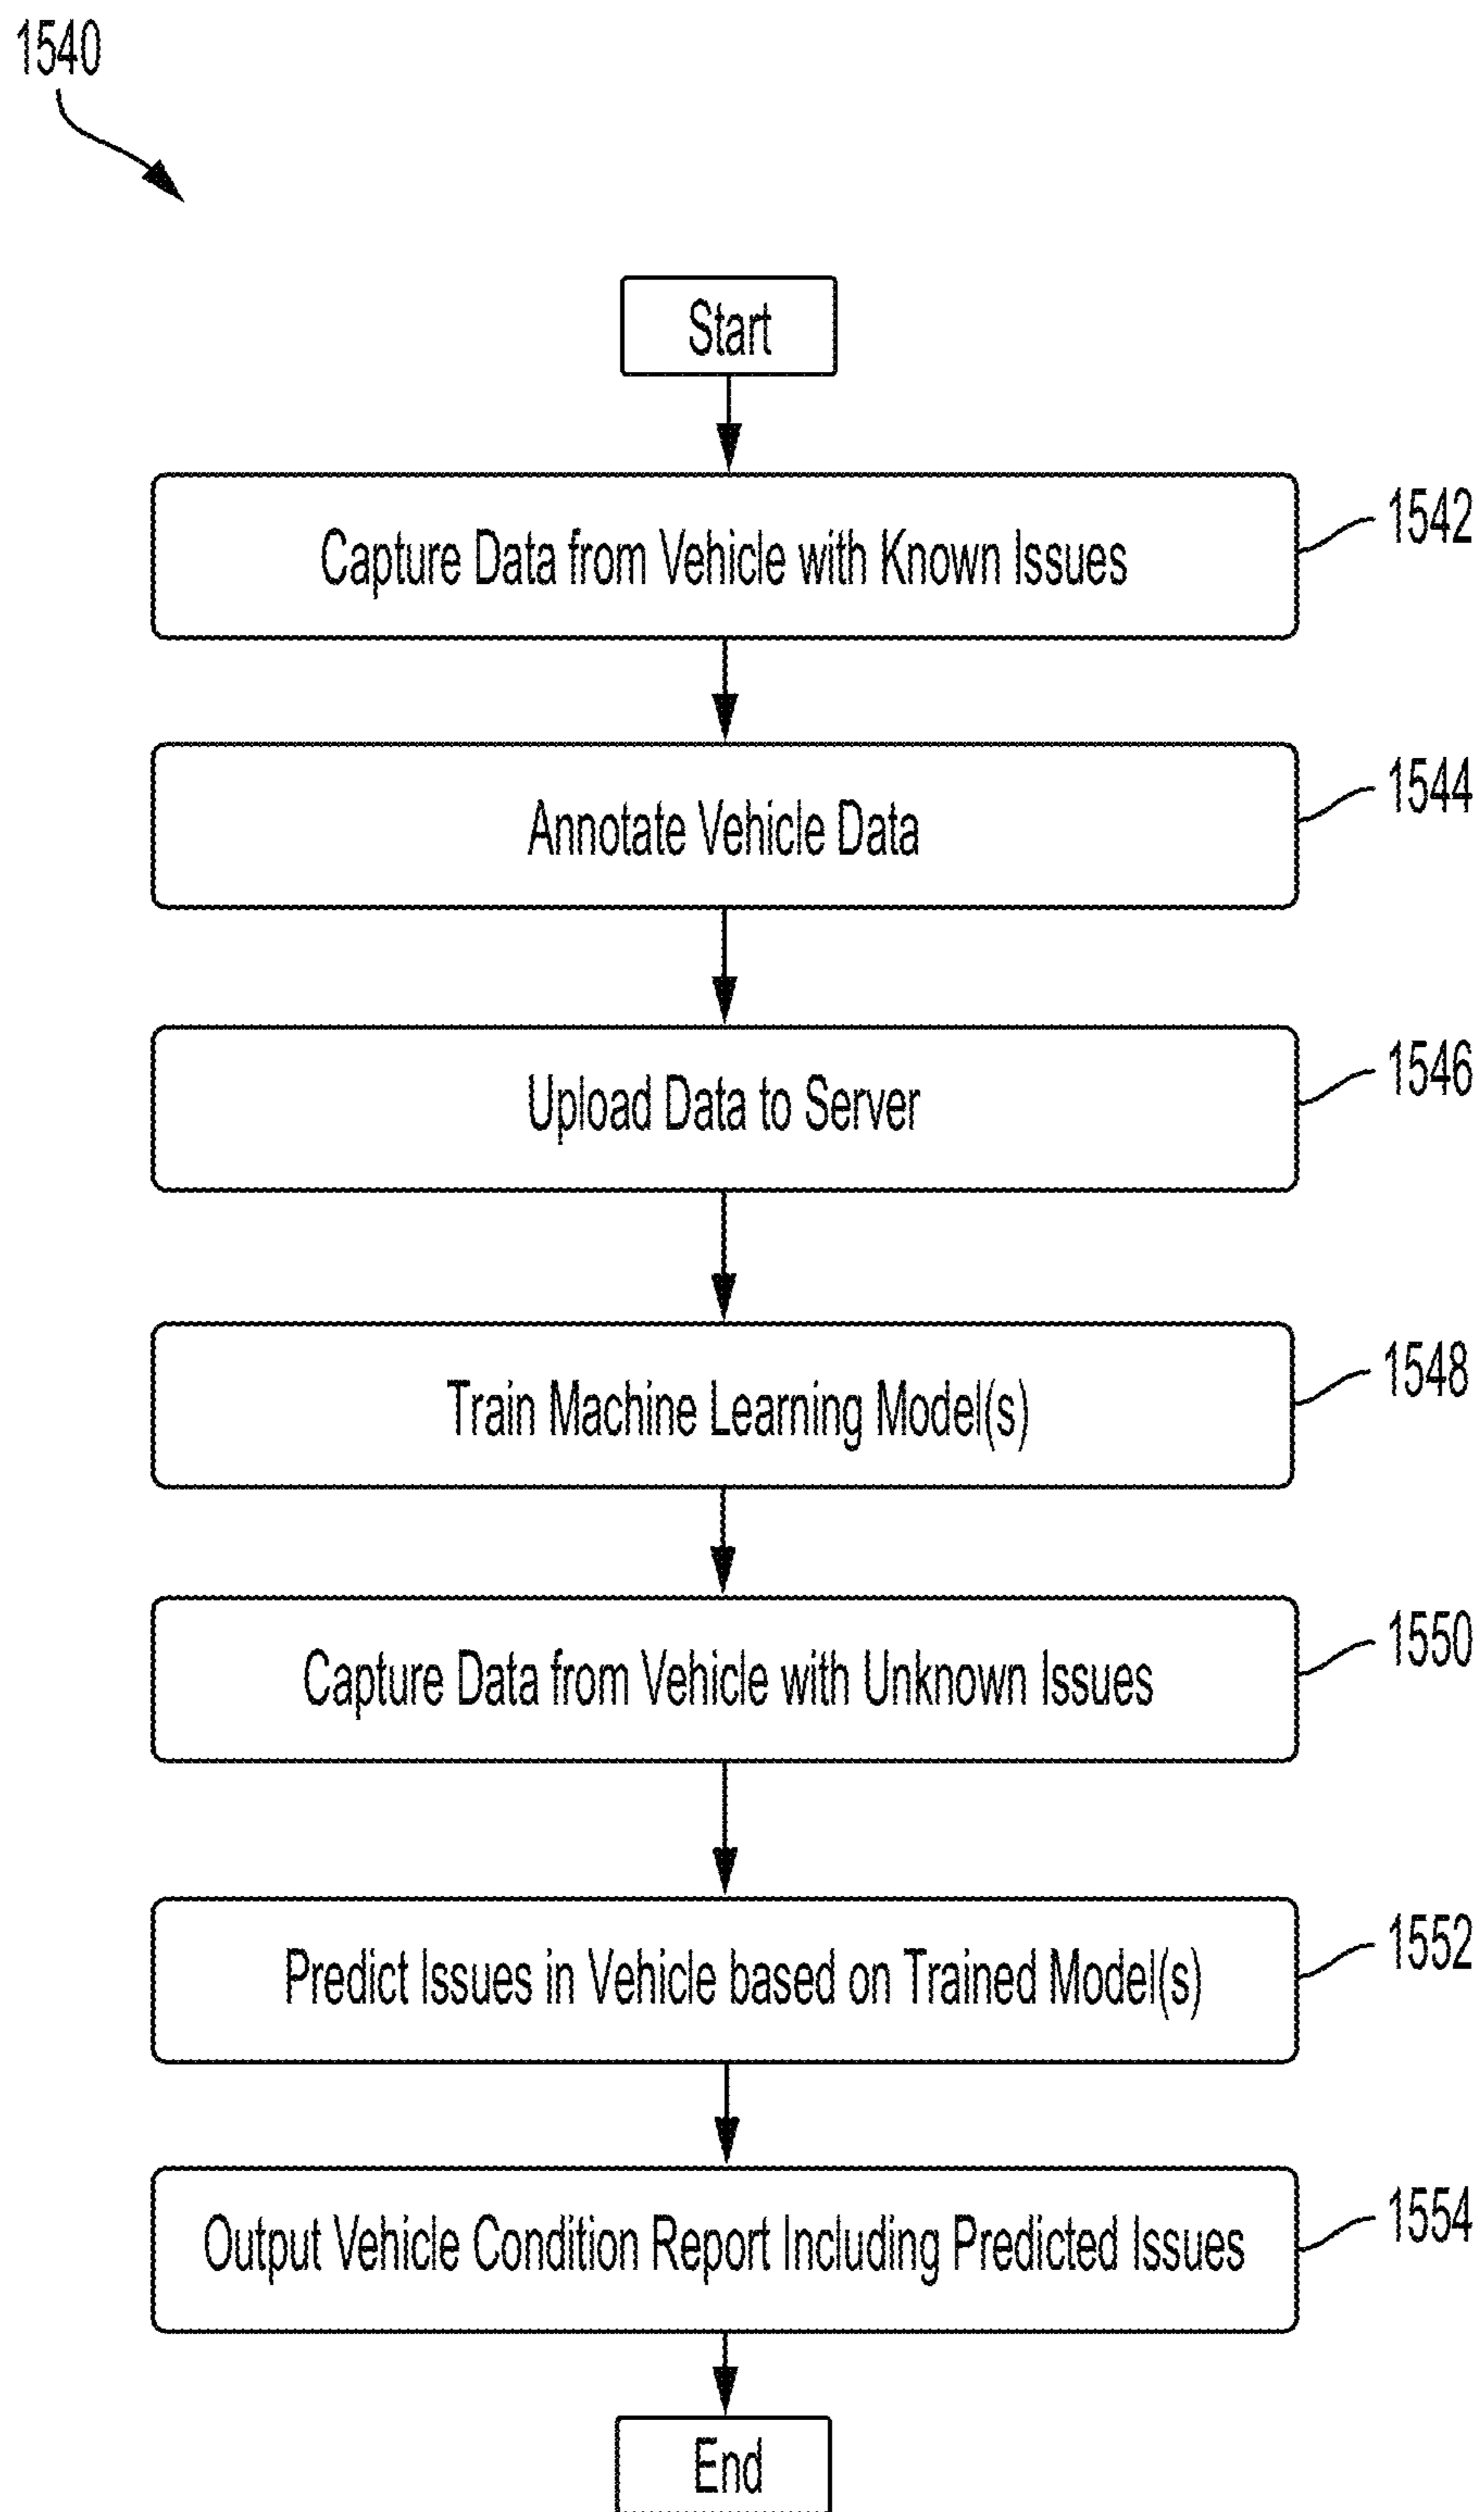 1540
Start
Capture Data from Vehicle with Known Issues
1542
Annotate Vehicle Data
1544
Upload Data to Server
1546
Train Machine Learning Model(s)
1548
Capture Data from Vehicle with Unknown Issues
1550
Predict Issues in Vehicle based on Trained Model(s)
1552
Output Vehicle Condition Report Including Predicted Issues
1554
End